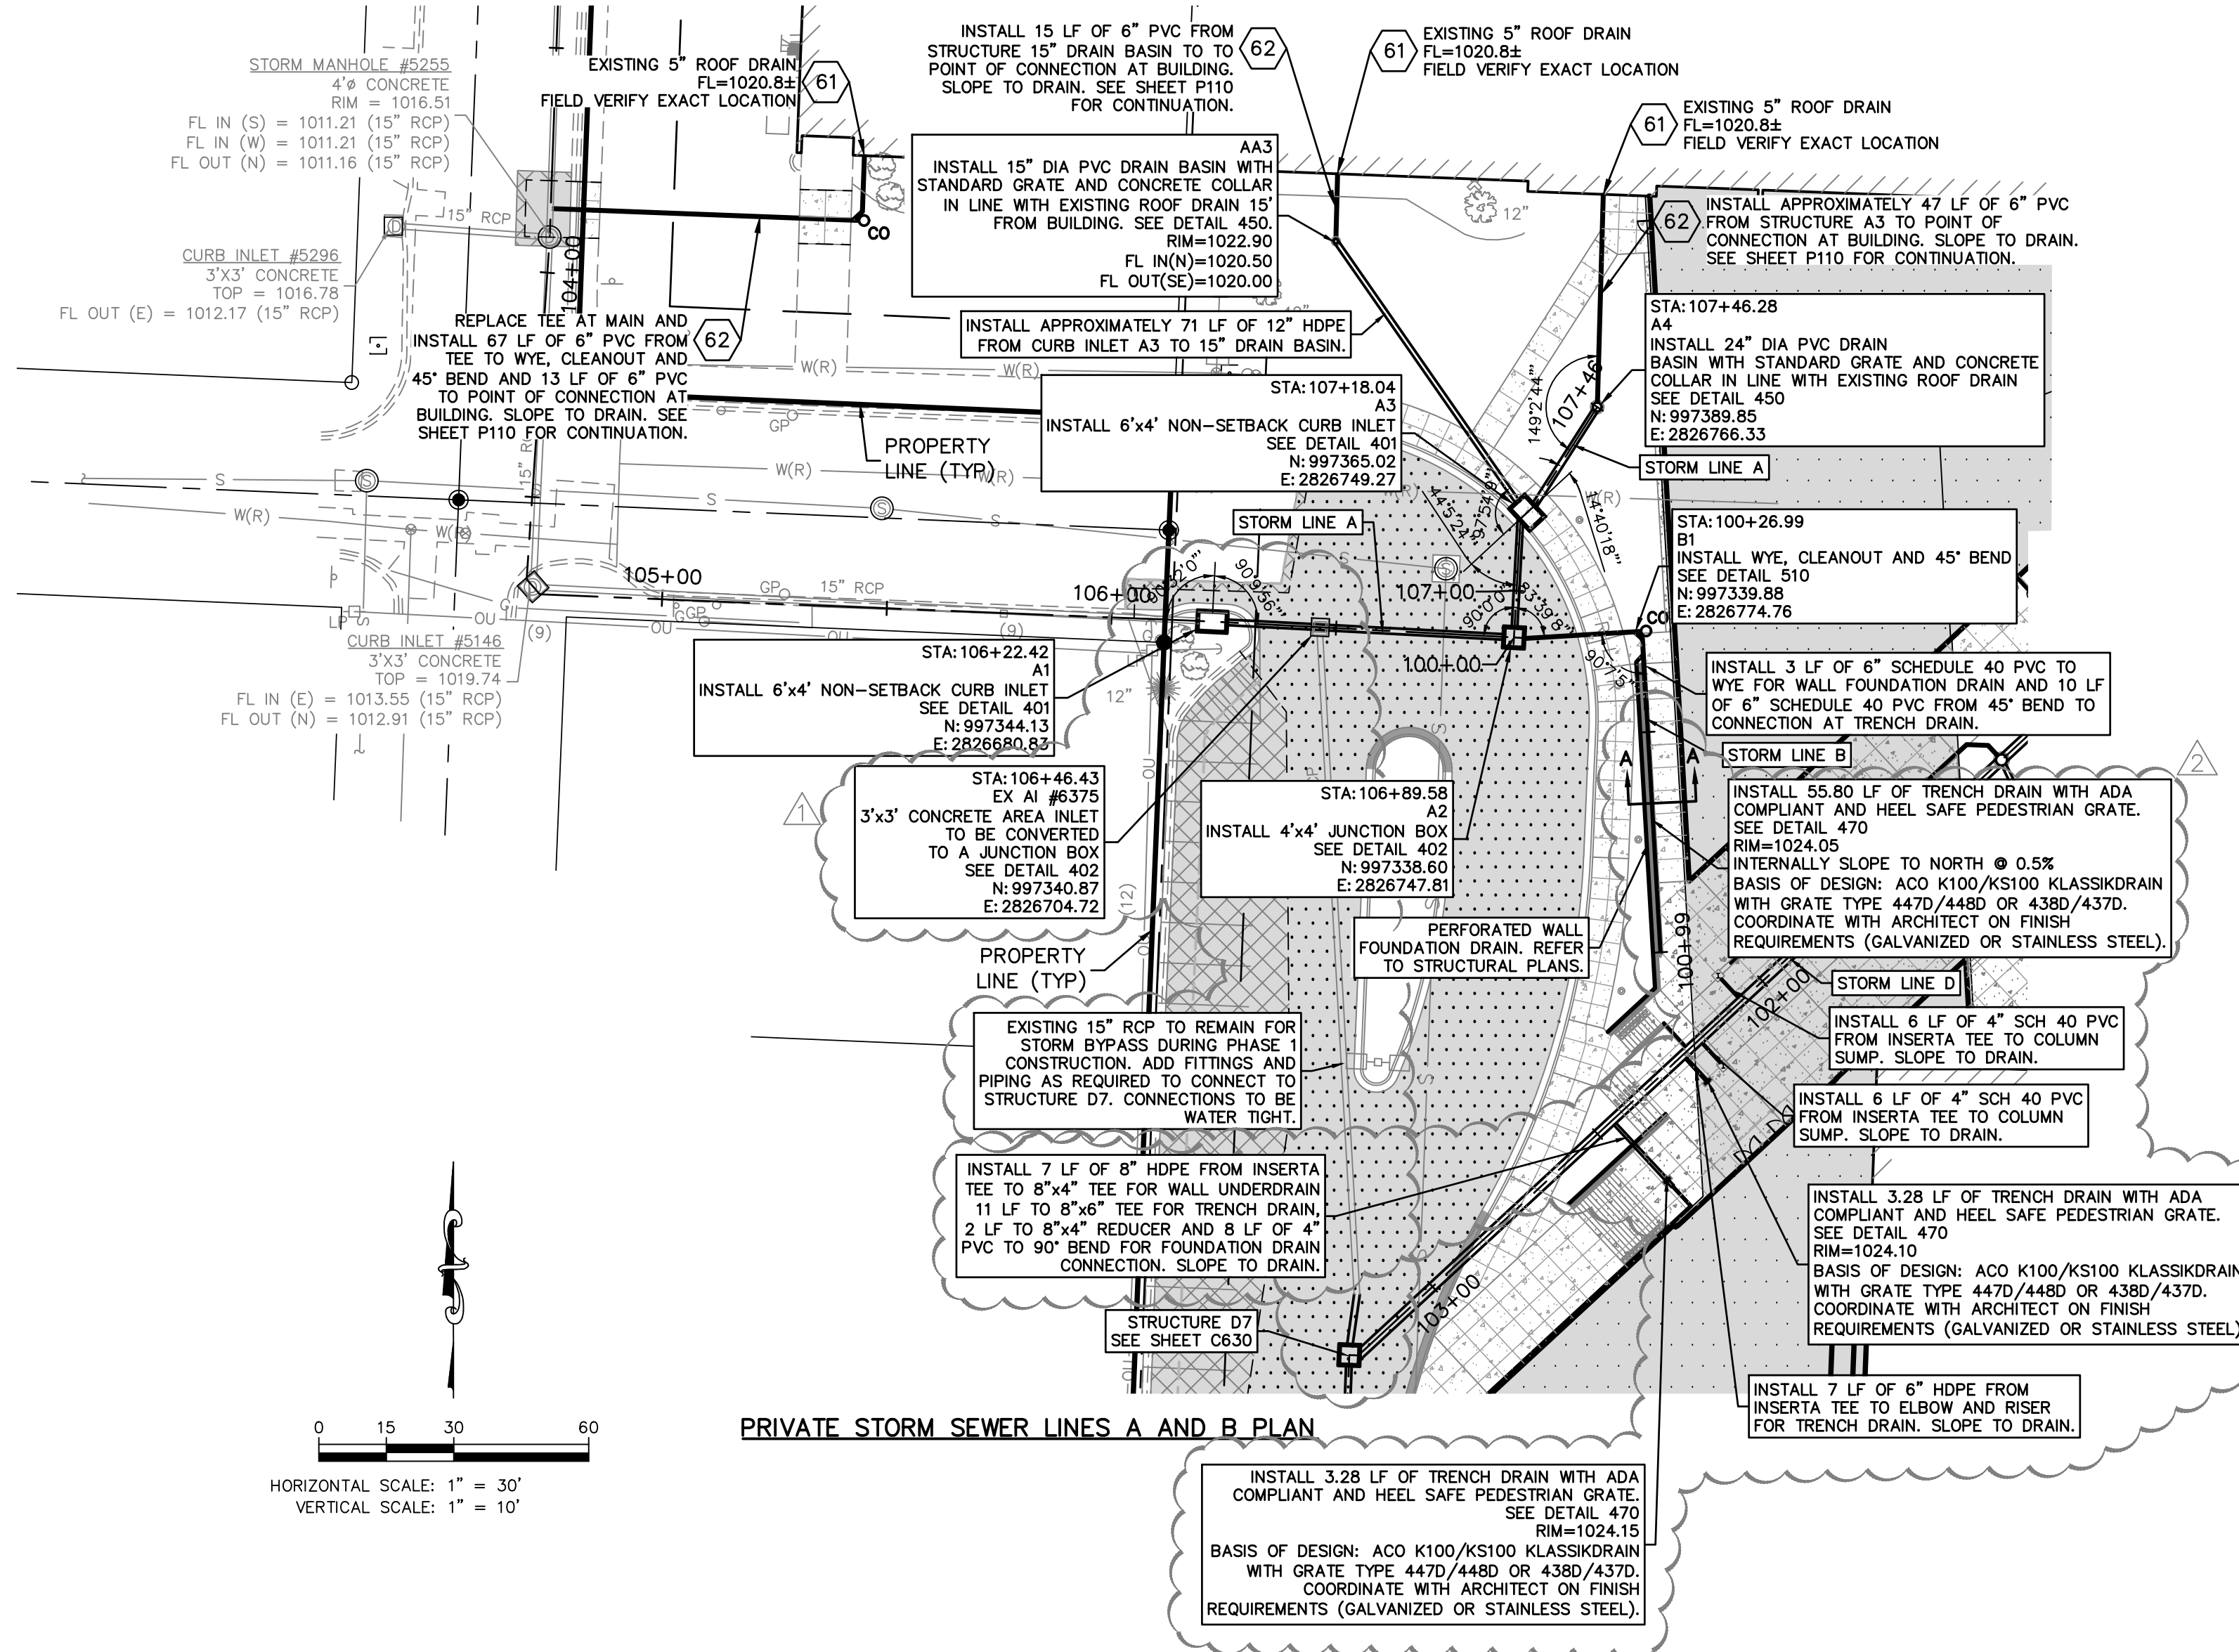 STORM MANHOLE #5255
4'ø CONCRETE
RIM = 1016.51
FL IN (S) = 1011.21 (15" RCP)
FL IN (W) = 1011.21 (15" RCP)
FL OUT (N) = 1011.16 (15" RCP)
EXISTING 5" ROOF DRAIN
FL=1020.8±
FIELD VERIFY EXACT LOCATION
61
INSTALL 15 LF OF 6" PVC FROM
STRUCTURE 15" DRAIN BASIN TO TO
POINT OF CONNECTION AT BUILDING.
SLOPE TO DRAIN. SEE SHEET P110
FOR CONTINUATION.
62
61
EXISTING 5" ROOF DRAIN
FL=1020.8±
FIELD VERIFY EXACT LOCATION
61
EXISTING 5" ROOF DRAIN
FL=1020.8±
FIELD VERIFY EXACT LOCATION
AA3
INSTALL 15" DIA PVC DRAIN BASIN WITH
STANDARD GRATE AND CONCRETE COLLAR
IN LINE WITH EXISTING ROOF DRAIN 15'
FROM BUILDING. SEE DETAIL 450.
RIM=1022.90
FL IN(N)=1020.50
FL OUT(SE)=1020.00
12"
62
INSTALL APPROXIMATELY 47 LF OF 6" PVC
FROM STRUCTURE A3 TO POINT OF
CONNECTION AT BUILDING. SLOPE TO DRAIN.
SEE SHEET P110 FOR CONTINUATION.
15" RCP
CO
CURB INLET #5296
3'X3' CONCRETE
TOP = 1016.78
FL OUT (E) = 1012.17 (15" RCP)
104+00
REPLACE TEE AT MAIN AND
INSTALL 67 LF OF 6" PVC FROM
TEE TO WYE, CLEANOUT AND
45° BEND AND 13 LF OF 6" PVC
TO POINT OF CONNECTION AT
BUILDING. SLOPE TO DRAIN. SEE
SHEET P110 FOR CONTINUATION.
62
INSTALL APPROXIMATELY 71 LF OF 12" HDPE
FROM CURB INLET A3 TO 15" DRAIN BASIN.
W(R)
W(R)
STA:107+46.28
A4
INSTALL 24" DIA PVC DRAIN
BASIN WITH STANDARD GRATE AND CONCRETE
COLLAR IN LINE WITH EXISTING ROOF DRAIN
SEE DETAIL 450
N:997389.85
E:2826766.33
149°2'44"
107+46
STA:107+18.04
A3
INSTALL 6'x4' NON-SETBACK CURB INLET
SEE DETAIL 401
N:997365.02
E:2826749.27
GP
PROPERTY
LINE (TYP)
STORM LINE A
S
W(R)
W(R)
W(R)
W(R)
STORM LINE A
44°5'24"
97°54'9"
14°40'18"
STA:100+26.99
B1
INSTALL WYE, CLEANOUT AND 45° BEND
SEE DETAIL 510
N:997339.88
E:2826774.76
105+00
GP
15" RCP
106+00
90°9'56"
107+00
90°0'0"
83°39'8"
CO
90°7'5"
100+00
LP
OU
(9)
OU
(9)
OU
CURB INLET #5146
3'X3' CONCRETE
TOP = 1019.74
FL IN (E) = 1013.55 (15" RCP)
FL OUT (N) = 1012.91 (15" RCP)
STA:106+22.42
A1
INSTALL 6'x4' NON-SETBACK CURB INLET
SEE DETAIL 401
N:997344.13
E:2826680.83
12"
INSTALL 3 LF OF 6" SCHEDULE 40 PVC TO
WYE FOR WALL FOUNDATION DRAIN AND 10 LF
OF 6" SCHEDULE 40 PVC FROM 45° BEND TO
CONNECTION AT TRENCH DRAIN.
STORM LINE B
A
A
1
STA:106+46.43
EX AI #6375
3'x3' CONCRETE AREA INLET
TO BE CONVERTED
TO A JUNCTION BOX
SEE DETAIL 402
N:997340.87
E:2826704.72
OU
(12)
STA:106+89.58
A2
INSTALL 4'x4' JUNCTION BOX
SEE DETAIL 402
N:997338.60
E:2826747.81
2
INSTALL 55.80 LF OF TRENCH DRAIN WITH ADA
COMPLIANT AND HEEL SAFE PEDESTRIAN GRATE.
SEE DETAIL 470
RIM=1024.05
INTERNALLY SLOPE TO NORTH @ 0.5%
BASIS OF DESIGN: ACO K100/KS100 KLASSIKDRAIN
WITH GRATE TYPE 447D/448D OR 438D/437D.
COORDINATE WITH ARCHITECT ON FINISH
REQUIREMENTS (GALVANIZED OR STAINLESS STEEL).
PERFORATED WALL
FOUNDATION DRAIN. REFER
TO STRUCTURAL PLANS.
PROPERTY
LINE (TYP)
100+99
STORM LINE D
102+00
EXISTING 15" RCP TO REMAIN FOR
STORM BYPASS DURING PHASE 1
CONSTRUCTION. ADD FITTINGS AND
PIPING AS REQUIRED TO CONNECT TO
STRUCTURE D7. CONNECTIONS TO BE
WATER TIGHT.
INSTALL 6 LF OF 4" SCH 40 PVC
FROM INSERTA TEE TO COLUMN
SUMP. SLOPE TO DRAIN.
INSTALL 6 LF OF 4" SCH 40 PVC
FROM INSERTA TEE TO COLUMN
SUMP. SLOPE TO DRAIN.
INSTALL 7 LF OF 8" HDPE FROM INSERTA
TEE TO 8"x4" TEE FOR WALL UNDERDRAIN
11 LF TO 8"x6" TEE FOR TRENCH DRAIN,
2 LF TO 8"x4" REDUCER AND 8 LF OF 4"
PVC TO 90° BEND FOR FOUNDATION DRAIN
CONNECTION. SLOPE TO DRAIN.
INSTALL 3.28 LF OF TRENCH DRAIN WITH ADA
COMPLIANT AND HEEL SAFE PEDESTRIAN GRATE.
SEE DETAIL 470
RIM=1024.10
BASIS OF DESIGN: ACO K100/KS100 KLASSIKDRAIN
WITH GRATE TYPE 447D/448D OR 438D/437D.
COORDINATE WITH ARCHITECT ON FINISH
REQUIREMENTS (GALVANIZED OR STAINLESS STEEL)
103+00
STRUCTURE D7
SEE SHEET C630
INSTALL 7 LF OF 6" HDPE FROM
INSERTA TEE TO ELBOW AND RISER
FOR TRENCH DRAIN. SLOPE TO DRAIN.
0 15 30 60
HORIZONTAL SCALE: 1" = 30'
VERTICAL SCALE: 1" = 10'
PRIVATE STORM SEWER LINES A AND B PLAN
INSTALL 3.28 LF OF TRENCH DRAIN WITH ADA
COMPLIANT AND HEEL SAFE PEDESTRIAN GRATE.
SEE DETAIL 470
RIM=1024.15
BASIS OF DESIGN: ACO K100/KS100 KLASSIKDRAIN
WITH GRATE TYPE 447D/448D OR 438D/437D.
COORDINATE WITH ARCHITECT ON FINISH
REQUIREMENTS (GALVANIZED OR STAINLESS STEEL).